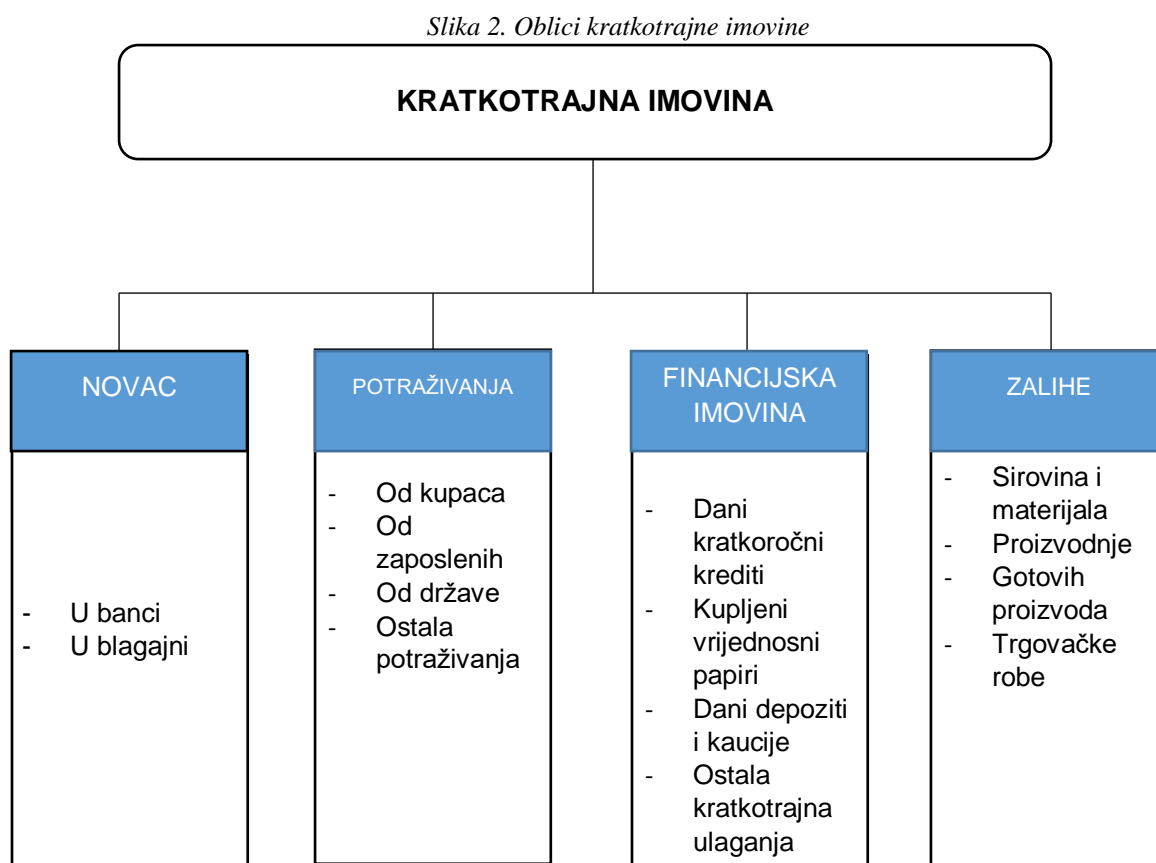 Slika 2. Oblici kratkotrajne imovine
KRATKOTRAJNA IMOVINA
NOVAC
- U banci
- U blagajni
POTRAŽIVANJA
- Od kupaca
- Od
zaposlenih
- Od države
- Ostala
potraživanja
FINANCIJSKA
IMOVINA
- Dani
kratkoročni
krediti
- Kupljeni
vrijednosni
papiri
- Dani depoziti
i kaucije
- Ostala
kratkotrajna
ulaganja
ZALIHE
- Sirovina i
materijala
- Proizvodnje
- Gotovih
proizvoda
- Trgovačke
robe